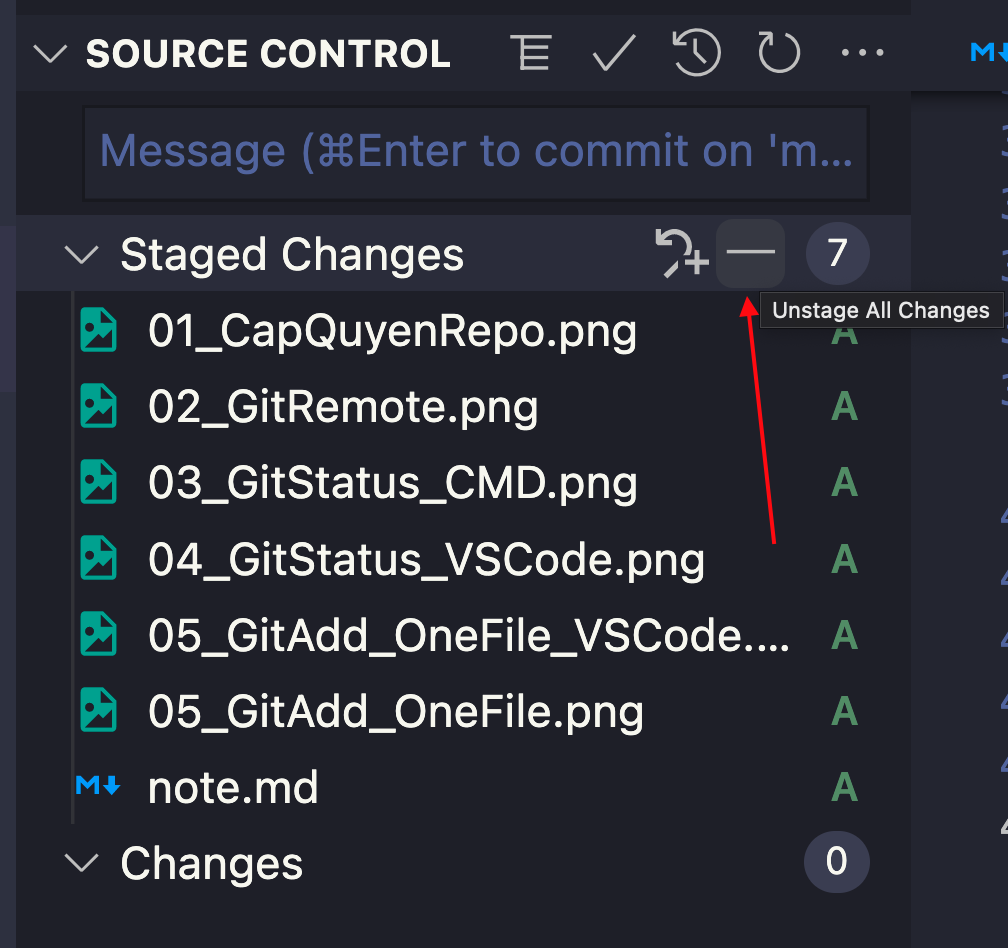 SOURCE CONTROL
Message (⌘Enter to commit on 'm...
Staged Changes 7
Unstage All Changes
01_CapQuyenRepo.png A
02_GitRemote.png A
03_GitStatus_CMD.png A
04_GitStatus_VSCode.png A
05_GitAdd_OneFile_VSCode.... A
05_GitAdd_OneFile.png A
M↓ note.md A
Changes 0